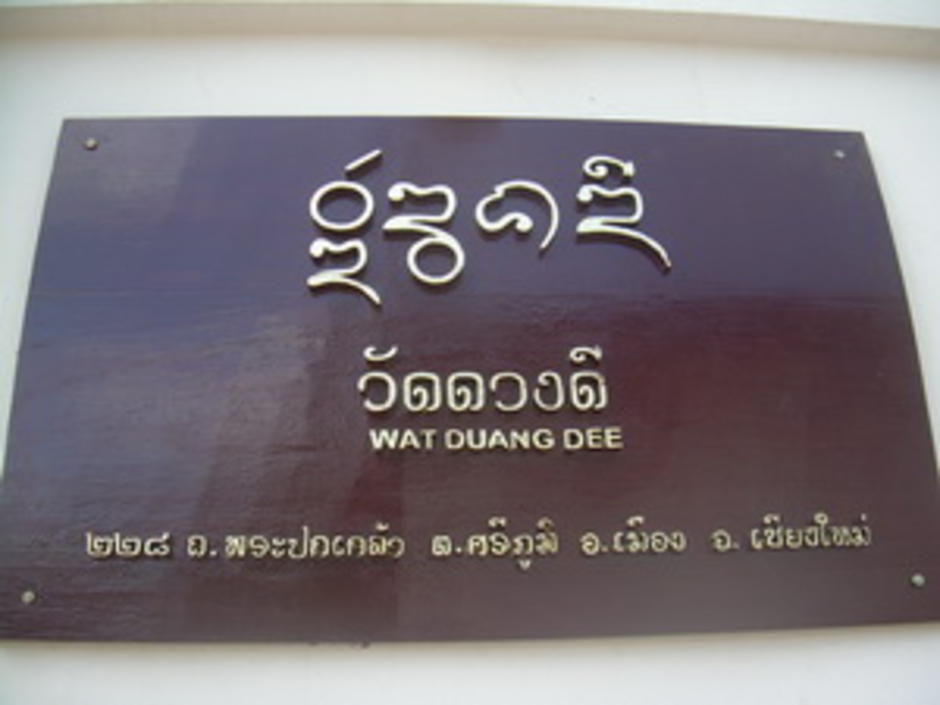 ᩅᩢ᩠ᨯᨯ᩠ᩅᨦᨯᩦ
วัดดวงดี
WAT DUANG DEE
๒๒๘ ถ.พระปกเกล้า ต.ศรีภูมิ อ.เมือง จ.เชียงใหม่